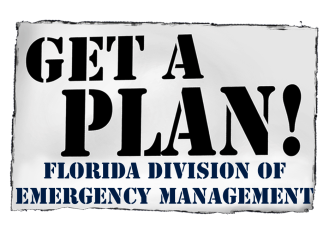 GET A
PLAN!
FLORIDA DIVISION OF
EMERGENCY MANAGEMENT